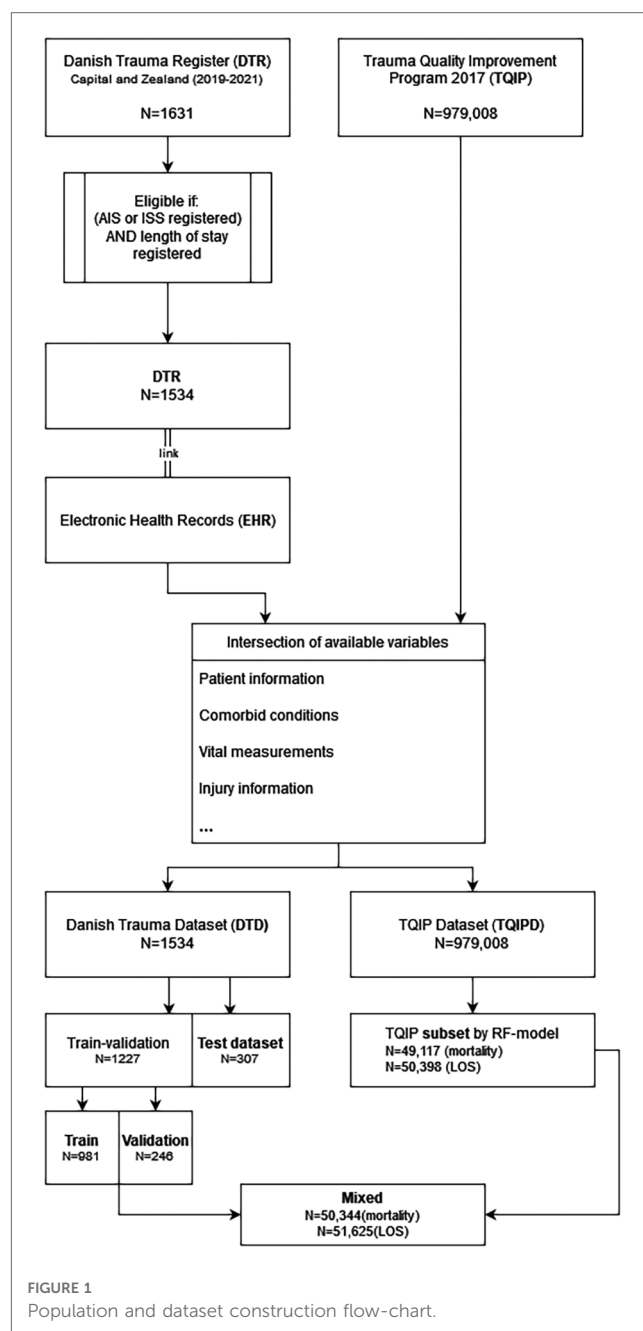 Danish Trauma Register (DTR)
Capital and Zealand (2019-2021)
N=1631
Trauma Quality Improvement
Program 2017 (TQIP)
N=979,008
Eligible if:
(AIS or ISS registered)
AND length of stay
registered
DTR
N=1534
link
Electronic Health Records (EHR)
Intersection of available variables
Patient information
Comorbid conditions
Vital measurements
Injury information
...
Danish Trauma Dataset (DTD)
N=1534
TQIP Dataset (TQIPD)
N=979,008
Train-validation
N=1227
Test dataset
N=307
TQIP subset by RF-model
N=49,117 (mortality)
N=50,398 (LOS)
Train
N=981
Validation
N=246
Mixed
N=50,344(mortality)
N=51,625(LOS)
FIGURE 1
Population and dataset construction flow-chart.